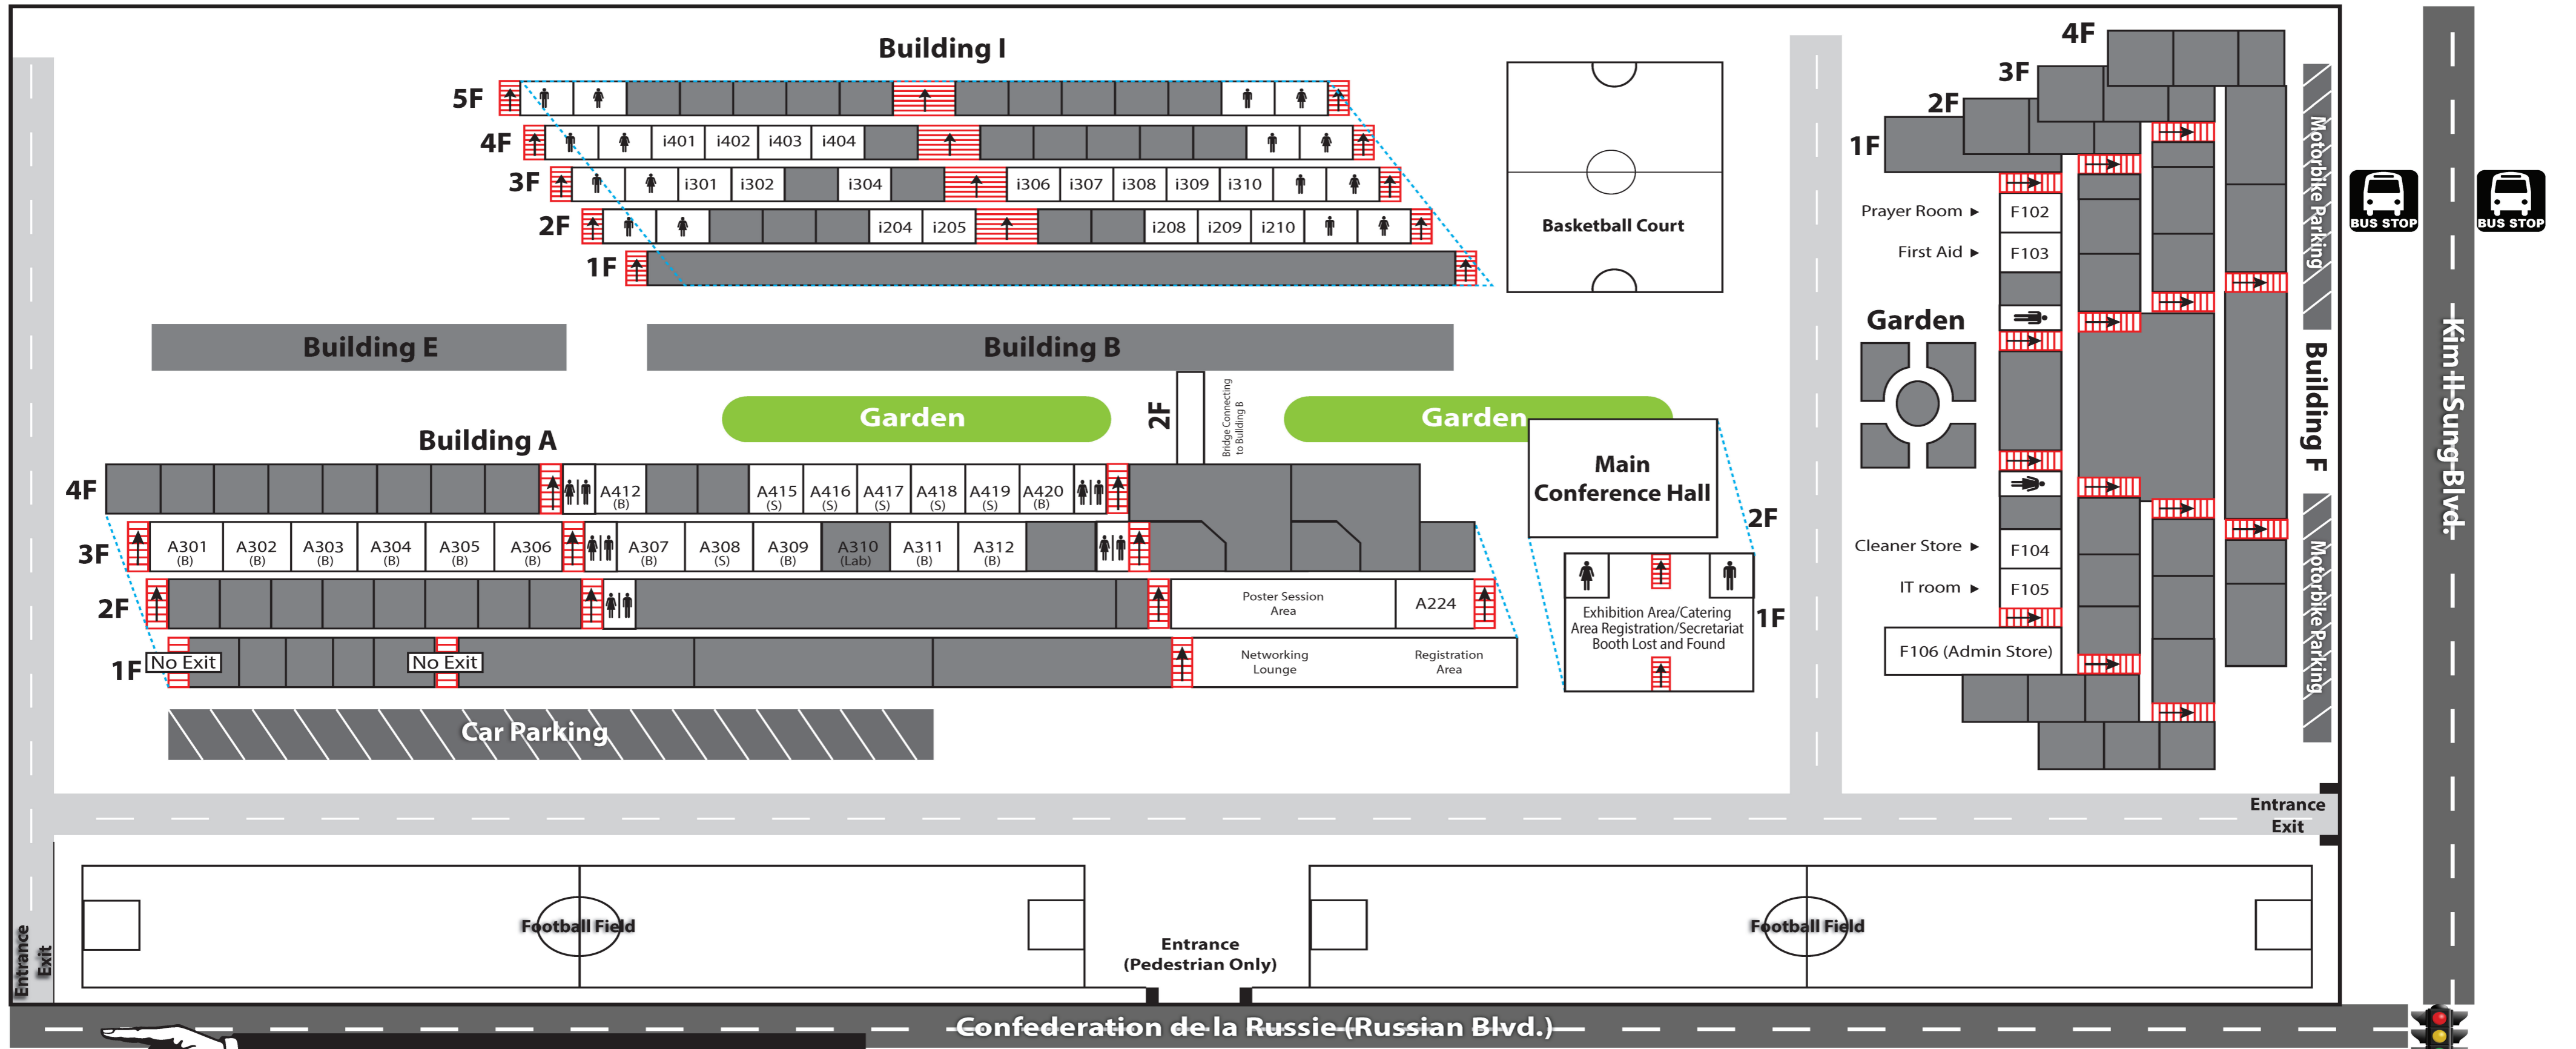 Building I
5F
4F
i401 i402 i403 i404
3F
i301 i302 i304 i306 i307 i308 i309 i310
2F
i204 i205 i208 i209 i210
1F
Basketball Court
Building E
Building B
Garden
Garden
2F
Bridge Connecting
to Building B
Building A
4F
A412
(B)
A415
(S)
A416
(S)
A417
(S)
A418
(S)
A419
(S)
A420
(B)
3F
A301
(B)
A302
(B)
A303
(B)
A304
(B)
A305
(B)
A306
(B)
A307
(B)
A308
(S)
A309
(B)
A310
(Lab)
A311
(B)
A312
(B)
2F
Poster Session
Area
A224
1F
No Exit
No Exit
Networking
Lounge
Registration
Area
Car Parking
Main
Conference Hall
2F
Exhibition Area/Catering
Area Registration/Secretariat
Booth Lost and Found
1F
4F
3F
2F
1F
Prayer Room ▶ F102
First Aid ▶ F103
Garden
Cleaner Store ▶ F104
IT room ▶ F105
F106 (Admin Store)
Motorbike Parking
Building F
Motorbike Parking
BUS STOP
BUS STOP
Kim Il Sung Blvd.
Entrance
Exit
Entrance
Exit
Football Field
Entrance
(Pedestrian Only)
Football Field
Confederation de la Russie (Russian Blvd.)